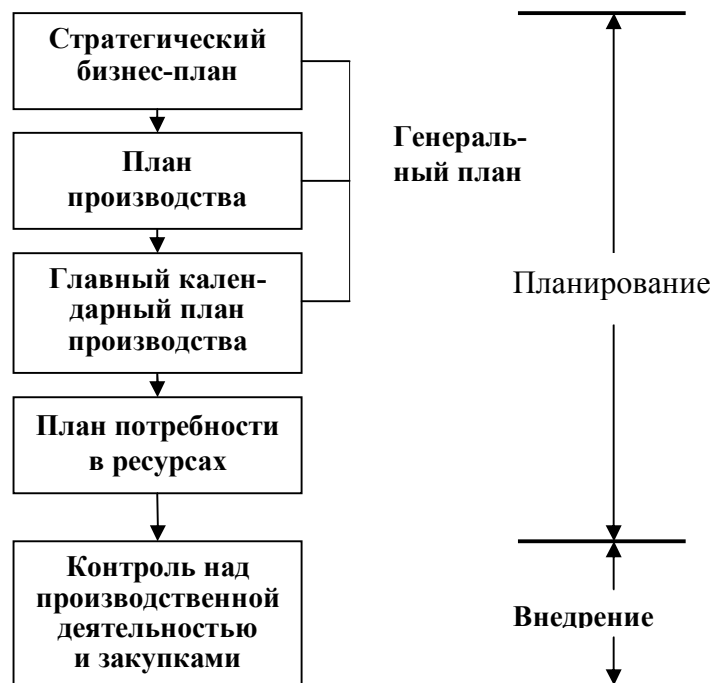 Стратегический
бизнес-план
План
производства
Генераль-
ный план
Главный кален-
дарный план
производства
Планирование
План потребности
в ресурсах
Контроль над
производственной
деятельностью
и закупками
Внедрение